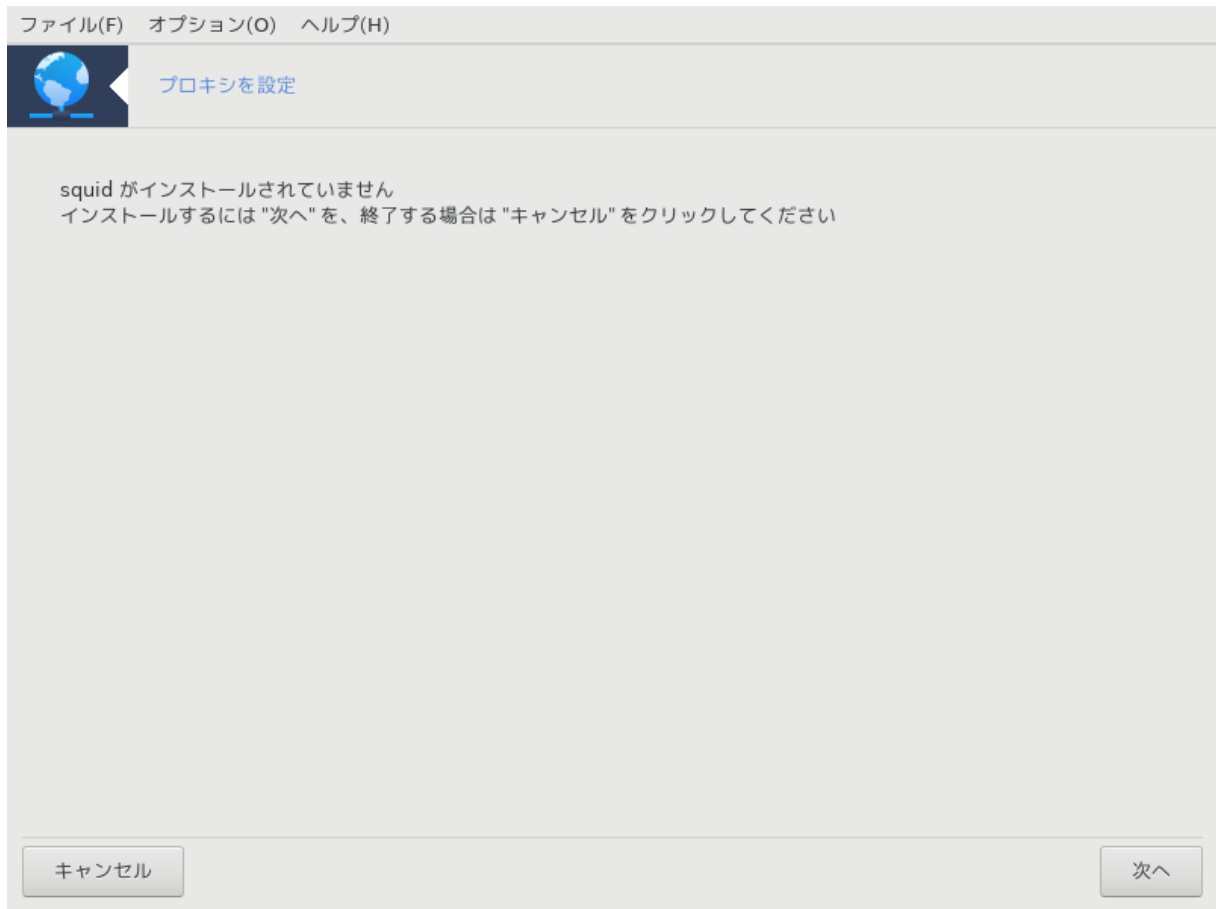 ファイル(F) オプション(O) ヘルプ(H)
プロキシを設定
squid がインストールされていません
インストールするには "次へ" を、終了する場合は "キャンセル" をクリックしてください
キャンセル
次へ